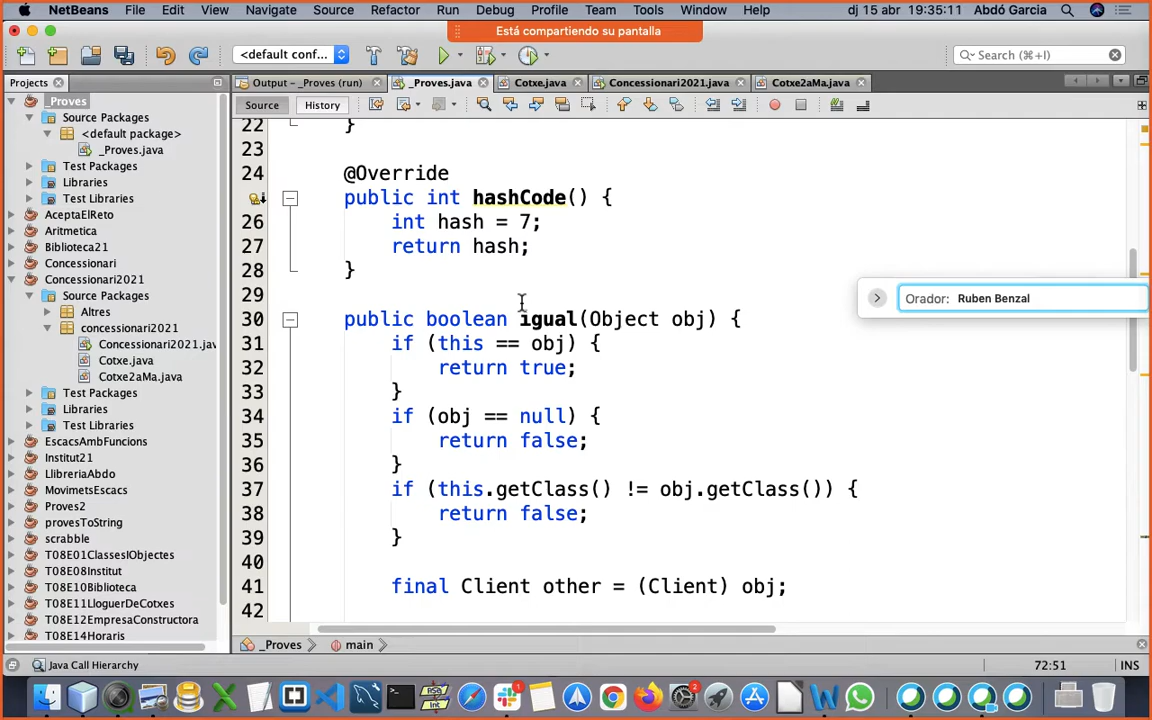 NetBeans File Edit View Navigate Source Refactor Run Debug Profile Team Tools Window Help dj 15 abr 19:35:11 Abdó Garcia
Está compartiendo su pantalla
<default conf... Search (⌘+I)
Projects Output – _Proves (run) _Proves.java Cotxe.java Concessionari2021.java Cotxe2aMa.java
Source History
_Proves
Source Packages
<default package>
_Proves.java
Test Packages
Libraries
Test Libraries
AceptaElReto
Aritmetica
Biblioteca21
Concessionari
Concessionari2021
Source Packages
Altres
concessionari2021
Concessionari2021.jav
Cotxe.java
Cotxe2aMa.java
Test Packages
Libraries
Test Libraries
EscacsAmbFuncions
Institut21
LlibreriaAbdo
MovimetsEscacs
Proves2
provesToString
scrabble
T08E01ClassesIObjectes
T08E08Institut
T08E10Biblioteca
T08E11LloguerDeCotxes
T08E12EmpresaConstructora
T08E14Horaris
22 }
23
24 @Override
public int hashCode() {
26 int hash = 7;
27 return hash;
28 }
29
30 public boolean igual(Object obj) {
31 if (this == obj) {
32 return true;
33 }
34 if (obj == null) {
35 return false;
36 }
37 if (this.getClass() != obj.getClass()) {
38 return false;
39 }
40
41 final Client other = (Client) obj;
42
Orador: Ruben Benzal
_Proves main
Java Call Hierarchy 72:51 INS